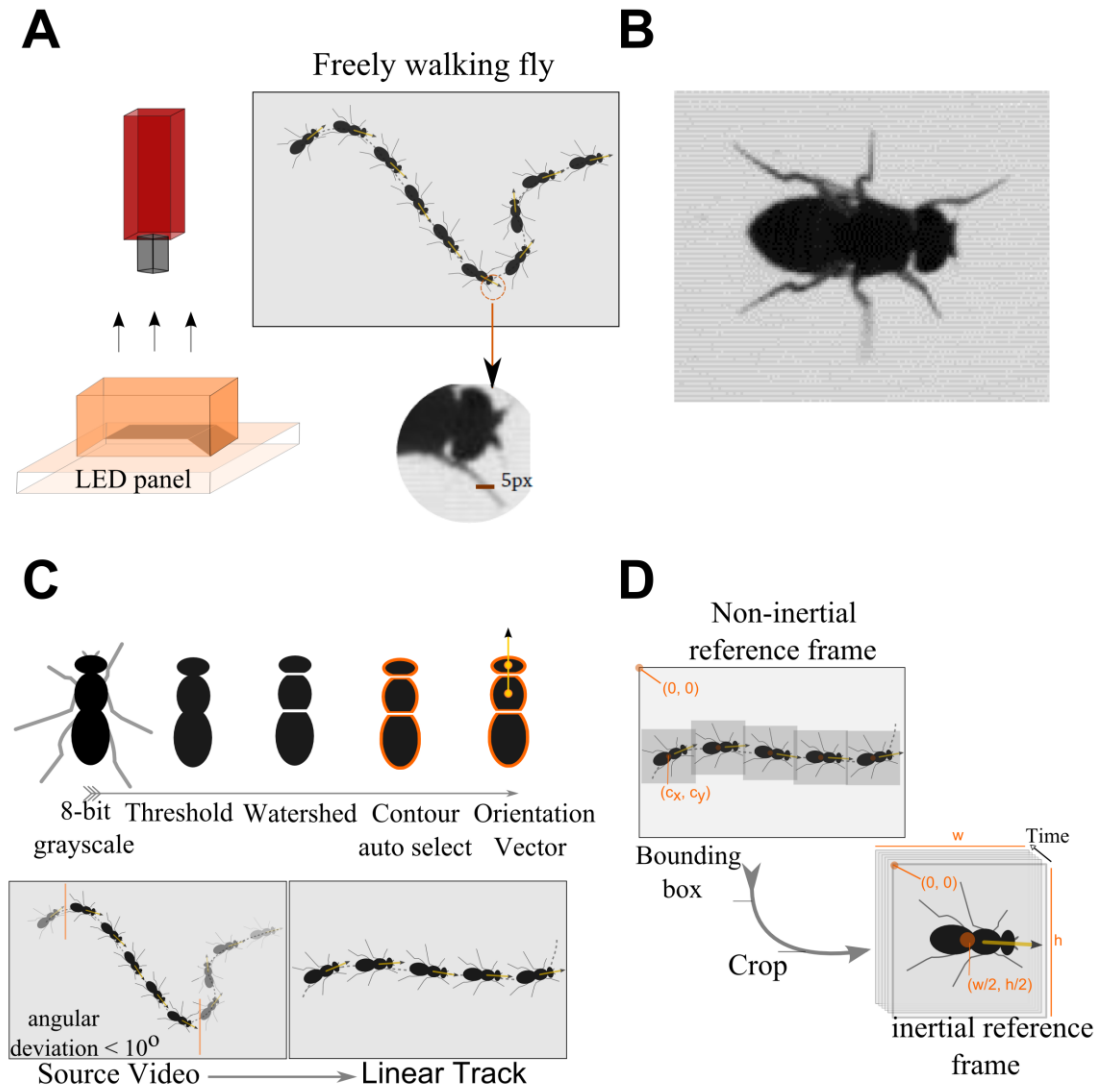 A
Freely walking fly
LED panel
5px
B
C
8-bit
grayscale
Threshold
Watershed
Contour
auto select
Orientation
Vector
angular
deviation < 10⁰
Source Video
Linear Track
D
Non-inertial
reference frame
(0, 0)
(cx, cy)
Bounding
box
Crop
w
Time
(0, 0)
h
(w/2, h/2)
inertial reference
frame